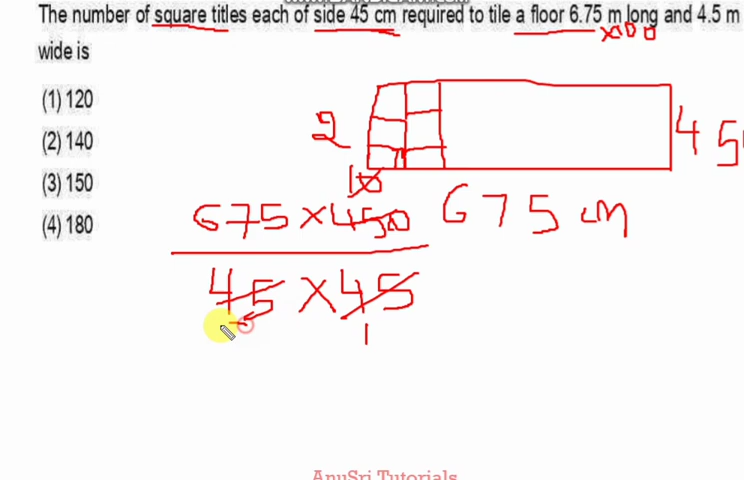 The number of square titles each of side 45 cm required to tile a floor 6.75 m long and 4.5 m
×100
wide is
(1) 120
(2) 140
(3) 150
(4) 180
2
45
10
675 × 450
675 cm
45 × 45
1
AnuSri Tutorials